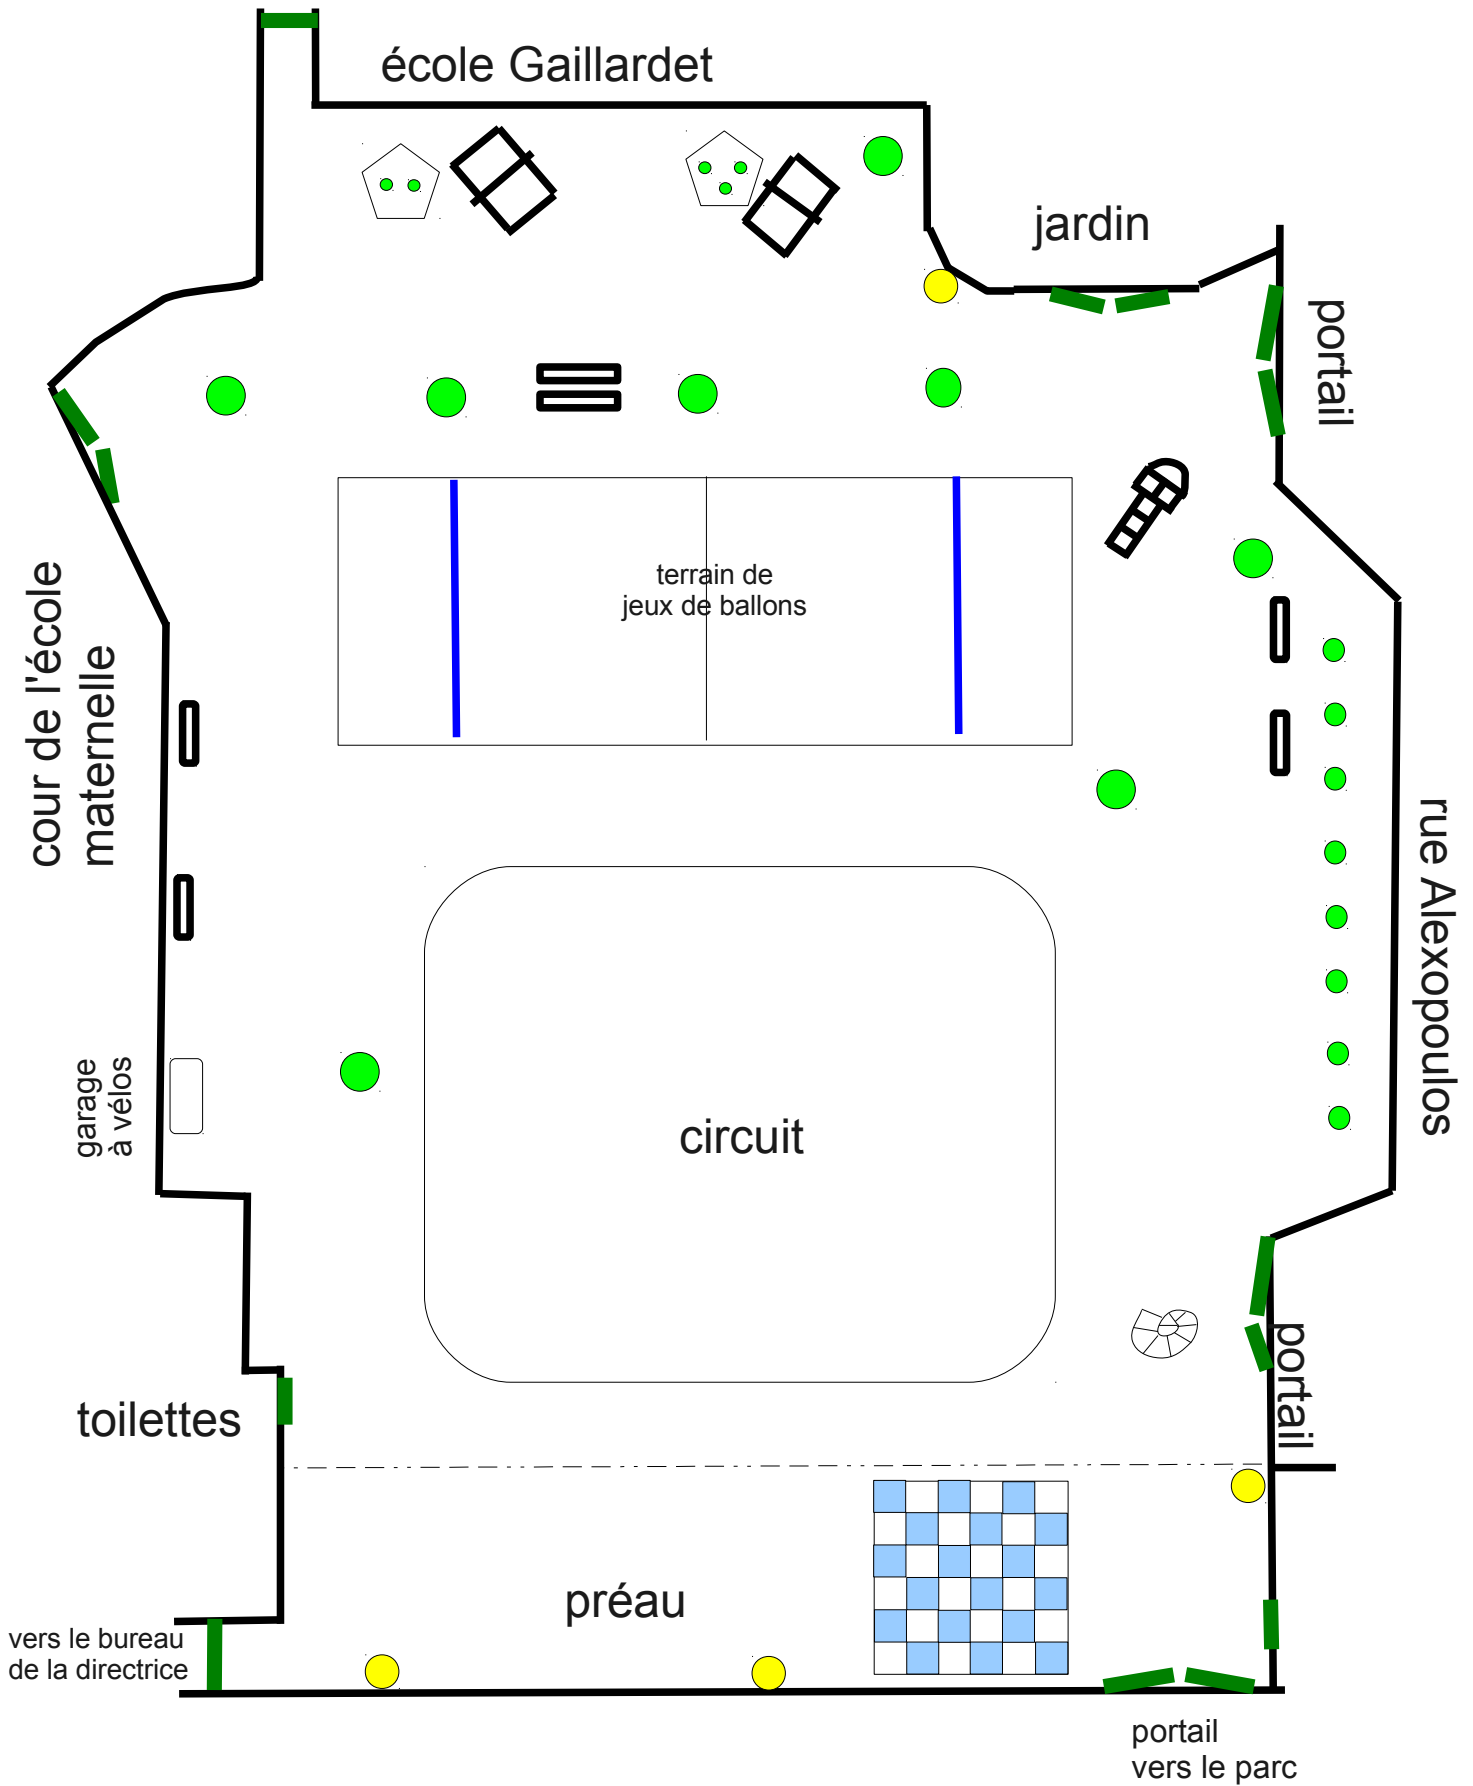 école Gaillardet
jardin
portail
terrain de
jeux de ballons
cour de l'école
maternelle
rue Alexopoulos
garage
à vélos
circuit
portail
toilettes
préau
vers le bureau
de la directrice
portail
vers le parc